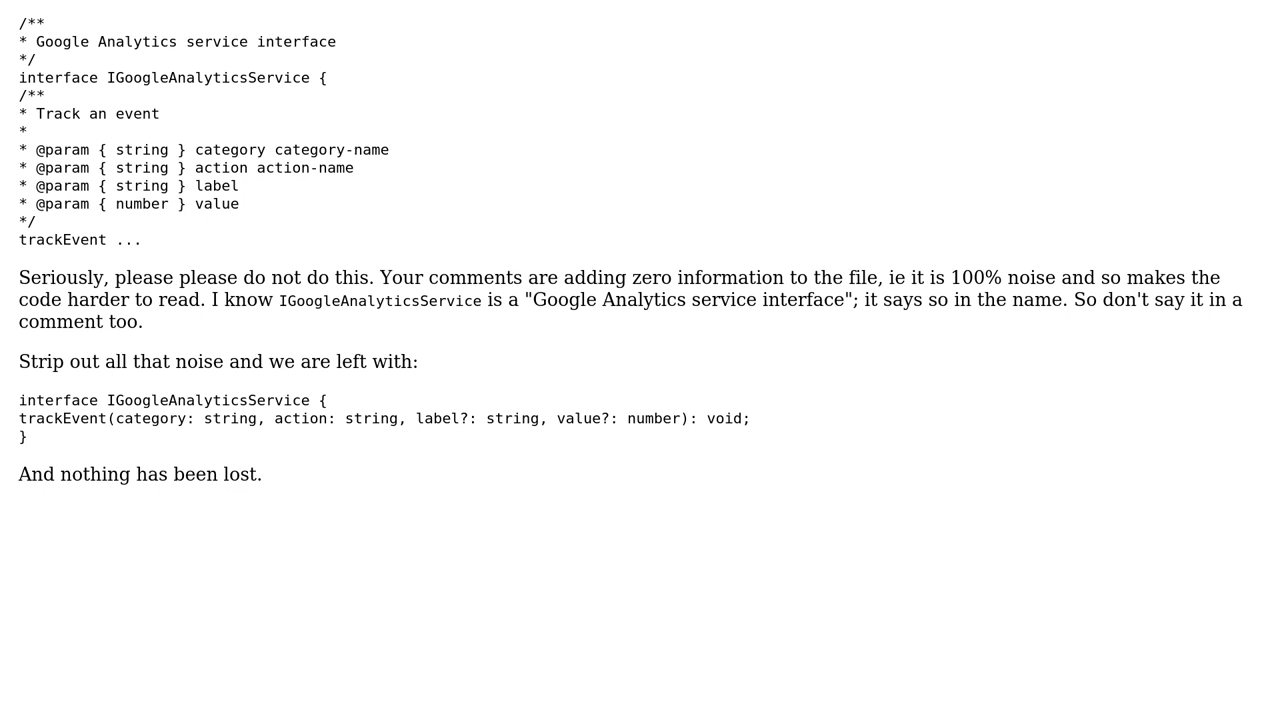 /**
* Google Analytics service interface
*/
interface IGoogleAnalyticsService {
/**
* Track an event
*
* @param { string } category category-name
* @param { string } action action-name
* @param { string } label
* @param { number } value
*/
trackEvent ...
Seriously, please please do not do this. Your comments are adding zero information to the file, ie it is 100% noise and so makes the
code harder to read. I know IGoogleAnalyticsService is a "Google Analytics service interface"; it says so in the name. So don't say it in a
comment too.
Strip out all that noise and we are left with:
interface IGoogleAnalyticsService {
trackEvent(category: string, action: string, label?: string, value?: number): void;
}
And nothing has been lost.